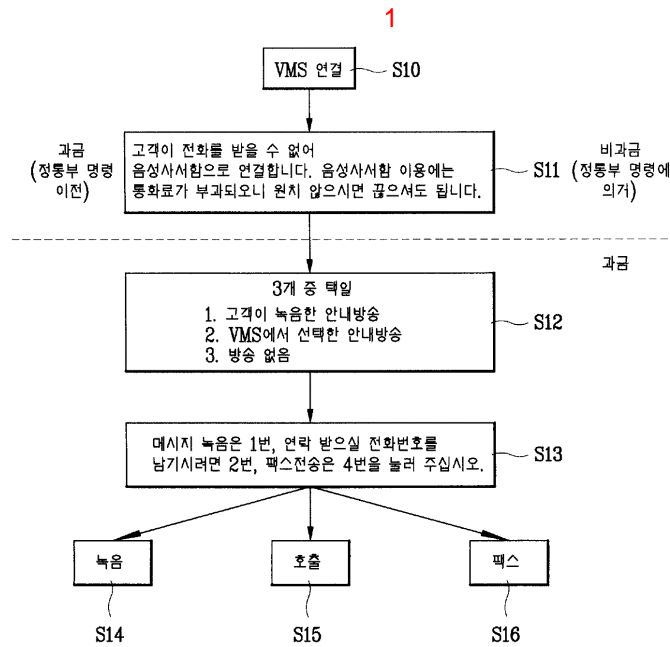 1
VMS 연결
S10
과금
(정통부 명령
이전)
고객이 전화를 받을 수 없어
음성사서함으로 연결합니다. 음성사서함 이용에는
통화료가 부과되오니 원치 않으시면 끊으셔도 됩니다.
S11
비과금
(정통부 명령에
의거)
과금
3개 중 택일
1. 고객이 녹음한 안내방송
2. VMS에서 선택한 안내방송
3. 방송 없음
S12
메시지 녹음은 1번, 연락 받으실 전화번호를
남기시려면 2번, 팩스전송은 4번을 눌러 주십시오.
S13
녹음
호출
팩스
S14
S15
S16